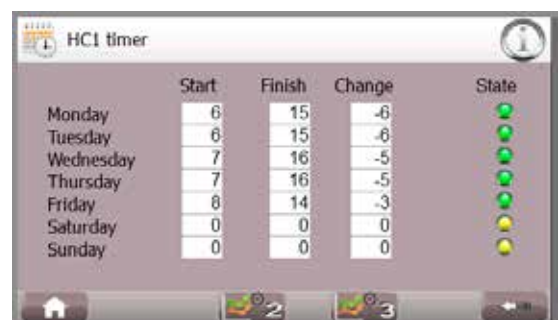 HC1 timer
Start Finish Change State
Monday 6 15 -6
Tuesday 6 15 -6
Wednesday 7 16 -5
Thursday 7 16 -5
Friday 8 14 -3
Saturday 0 0 0
Sunday 0 0 0
2 3